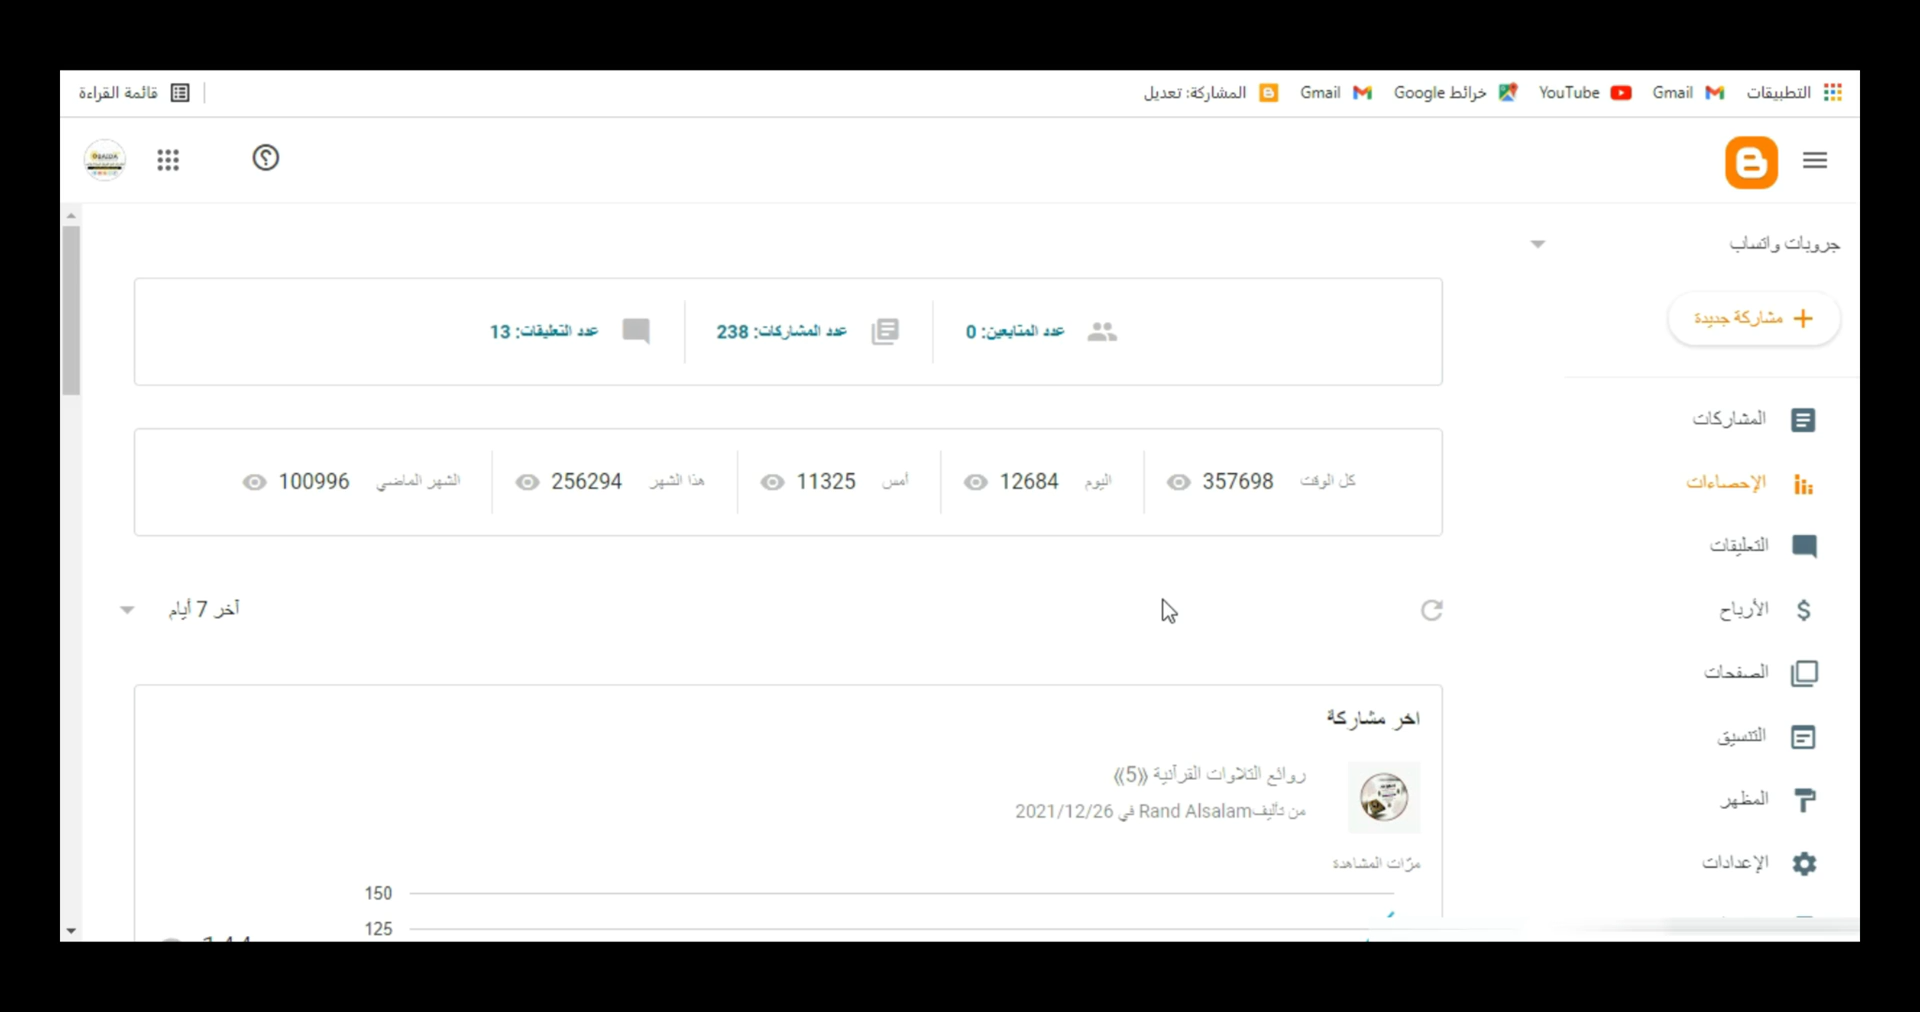 التطبيقات Gmail YouTube خرائط Google Gmail المشاركة: تعديل قائمة القراءة
جروبات واتساب
مشاركة جديدة
المشاركات
الإحصاءات
التعليقات
الأرباح
الصفحات
التنسيق
المظهر
الإعدادات
عدد المتابعين: 0 عدد المشاركات: 238 عدد التعليقات: 13
كل الوقت 357698 اليوم 12684 أمس 11325 هذا الشهر 256294 الشهر الماضي 100996
آخر 7 أيام
اخر مشاركة
روائع التلاوات القرآنية ((5))
من تأليفRand Alsalam في 2021/12/26
مرّات المشاهدة
150
125